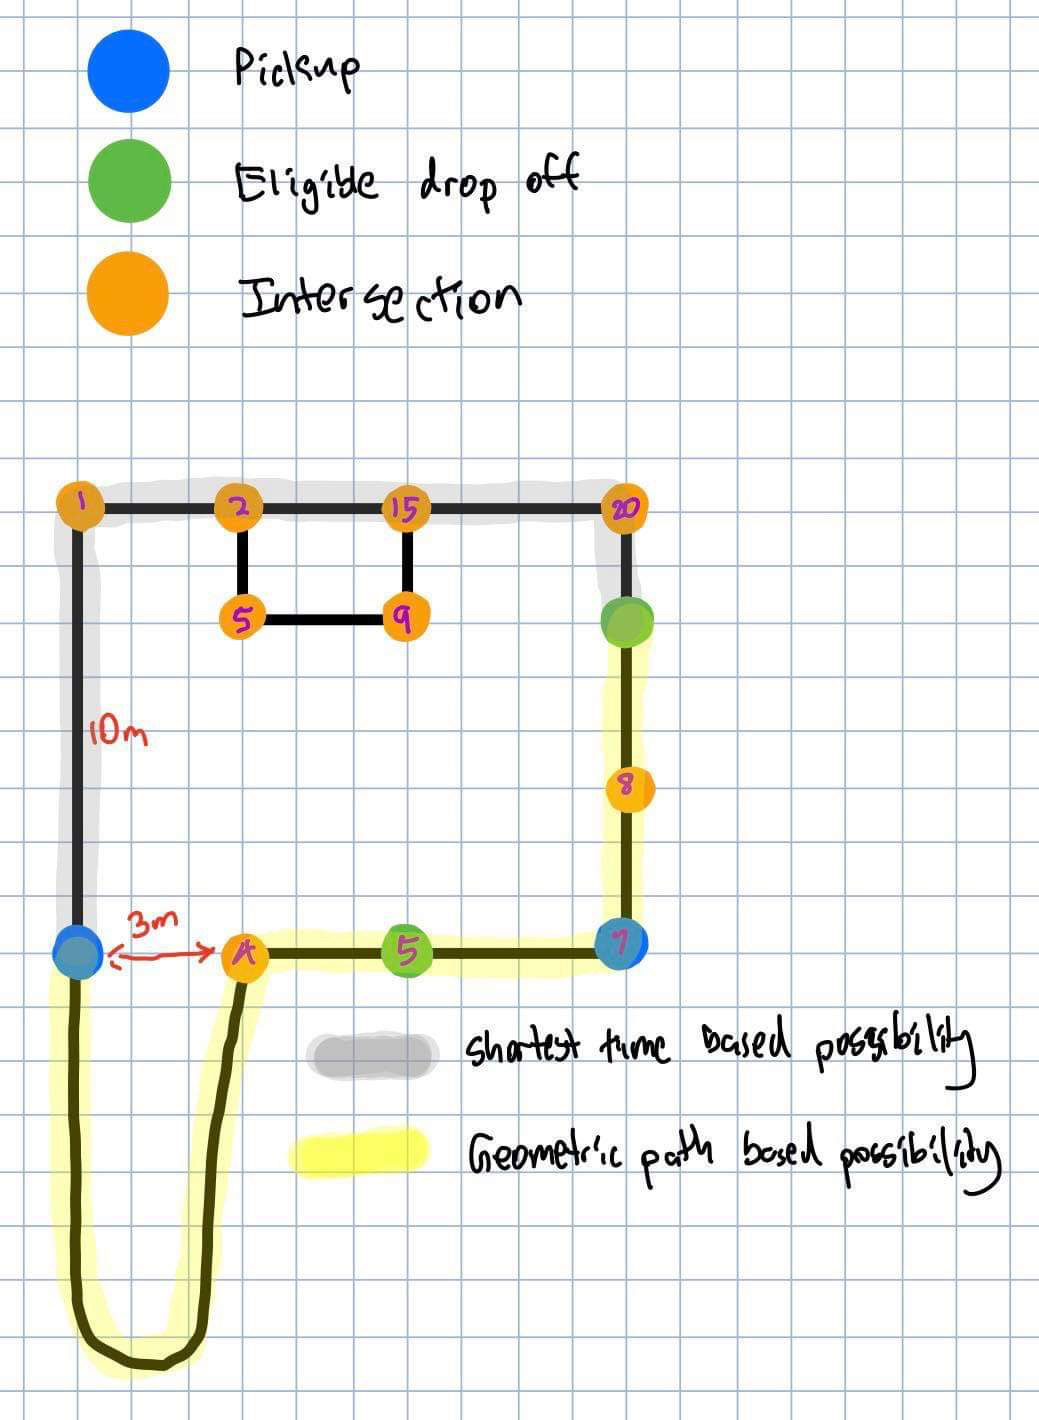 Pickup
Eligible drop off
Intersection
1 2 15 20
5 9
10m
8
3m
4 5 7
shortest time based possibility
Geometric path based possibility